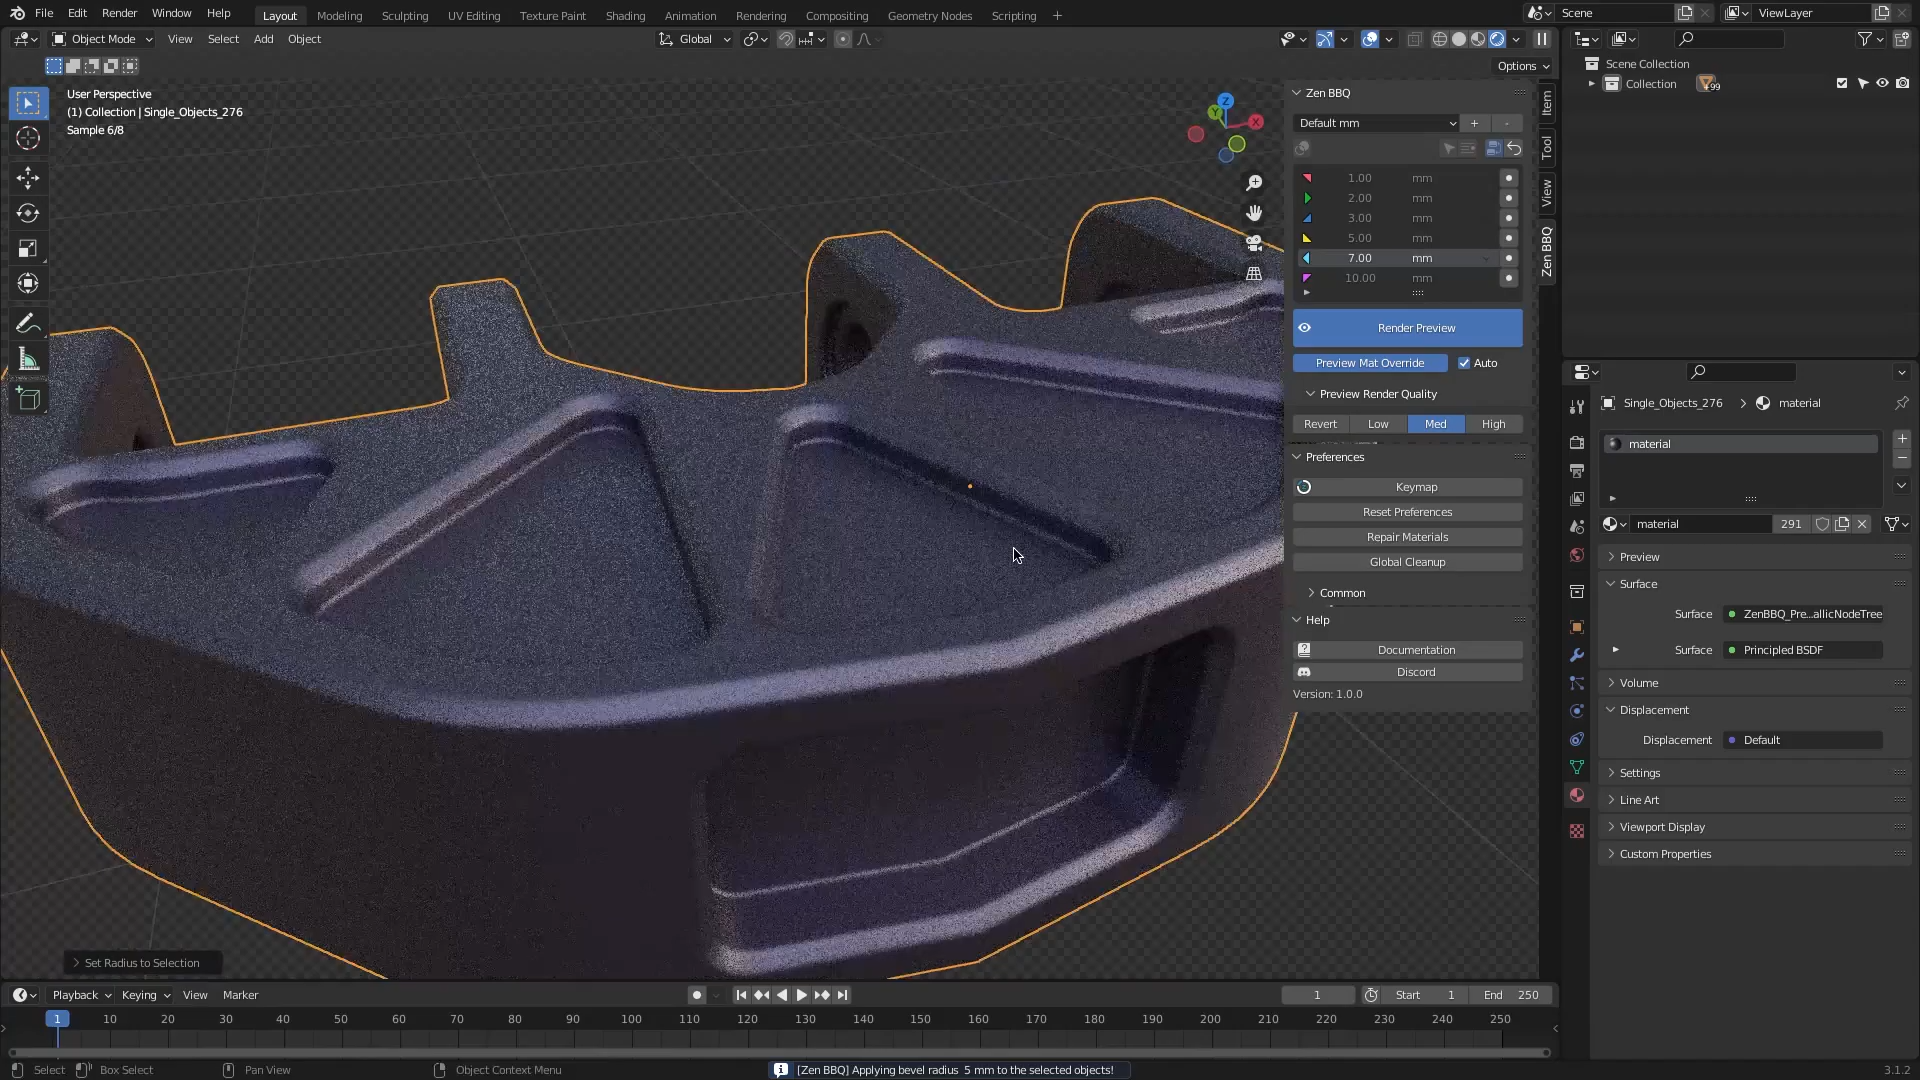 File Edit Render Window Help Layout Modeling Sculpting UV Editing Texture Paint Shading Animation Rendering Compositing Geometry Nodes Scripting + Scene ViewLayer
Object Mode View Select Add Object Global
Options
User Perspective
(1) Collection | Single_Objects_276
Sample 6/8
Z
Y
X
Zen BBQ
Default mm + -
1.00 mm
2.00 mm
3.00 mm
5.00 mm
7.00 mm
10.00 mm
Render Preview
Preview Mat Override Auto
Preview Render Quality
Revert Low Med High
Preferences
Keymap
Reset Preferences
Repair Materials
Global Cleanup
Common
Help
Documentation
Discord
Version: 1.0.0
Item
Tool
View
Zen BBQ
Scene Collection
Collection +99
Single_Objects_276 > material
material
material 291
Preview
Surface
Surface ZenBBQ_Pre...allicNodeTree
Surface Principled BSDF
Volume
Displacement
Displacement Default
Settings
Line Art
Viewport Display
Custom Properties
Set Radius to Selection
Playback Keying View Marker 1 Start 1 End 250
1 10 20 30 40 50 60 70 80 90 100 110 120 130 140 150 160 170 180 190 200 210 220 230 240 250
Select Box Select Pan View Object Context Menu [Zen BBQ] Applying bevel radius 5 mm to the selected objects! 3.1.2